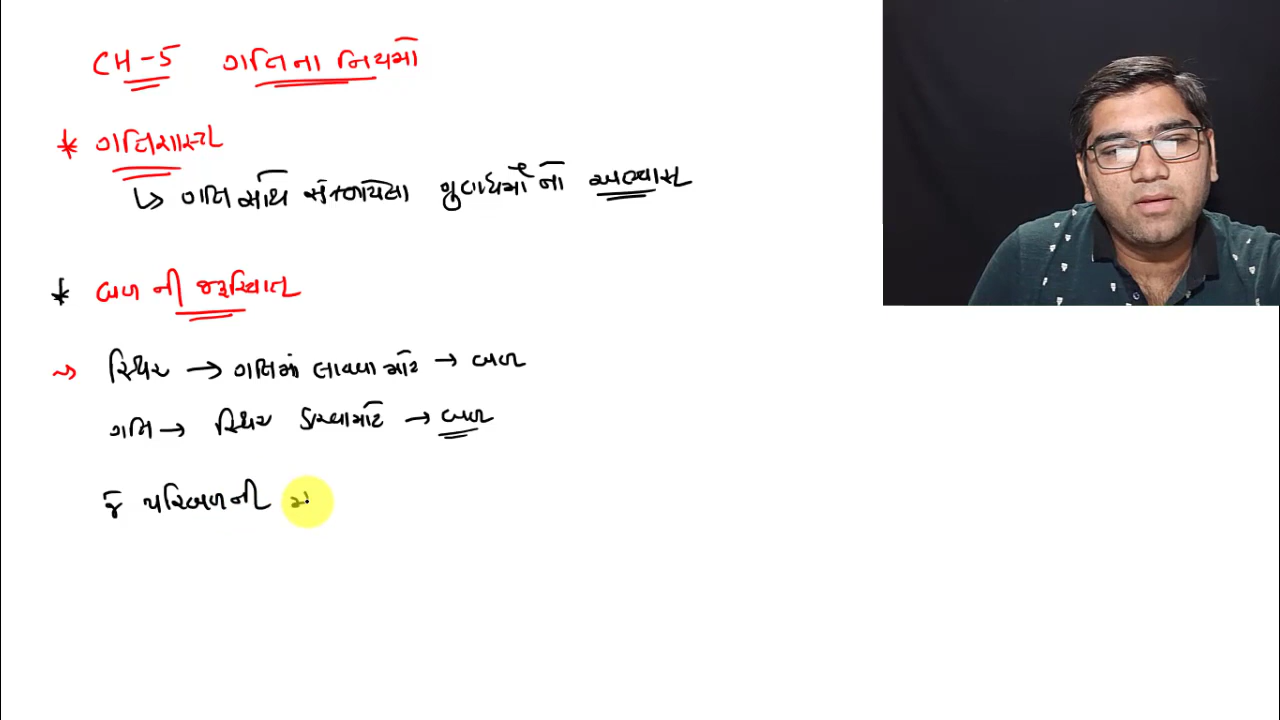 CH-5 ગતિના નિયમો
* ગતિશાસ્ત્ર
↳ ગતિ સાથે સંકળાયેલા ગુણધર્મોનો અભ્યાસ
* બળ ની જરૂરિયાત
~> સ્થિર → ગતિમાં લાવવા માટે → બળ
ગતિ → સ્થિર કરવા માટે → બળ
જે પરિબળની